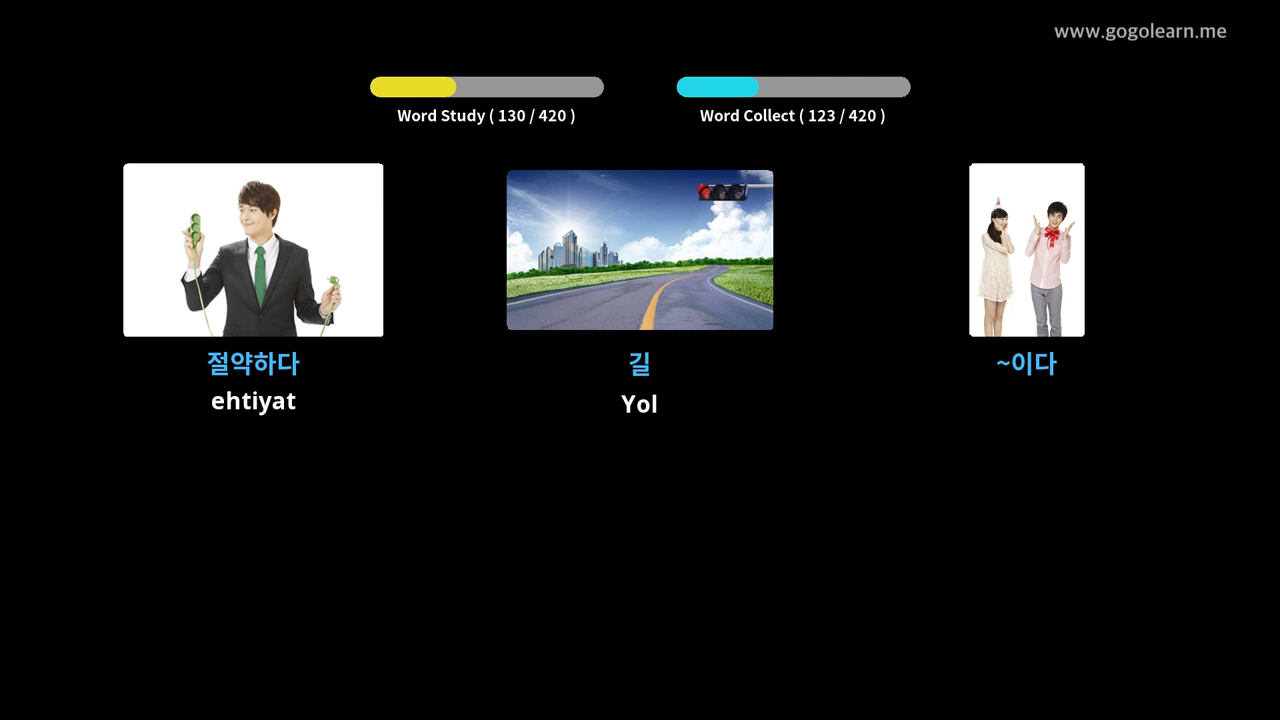 www.gogolearn.me
Word Study ( 130 / 420 )
Word Collect ( 123 / 420 )
절약하다
ehtiyat
길
Yol
~이다